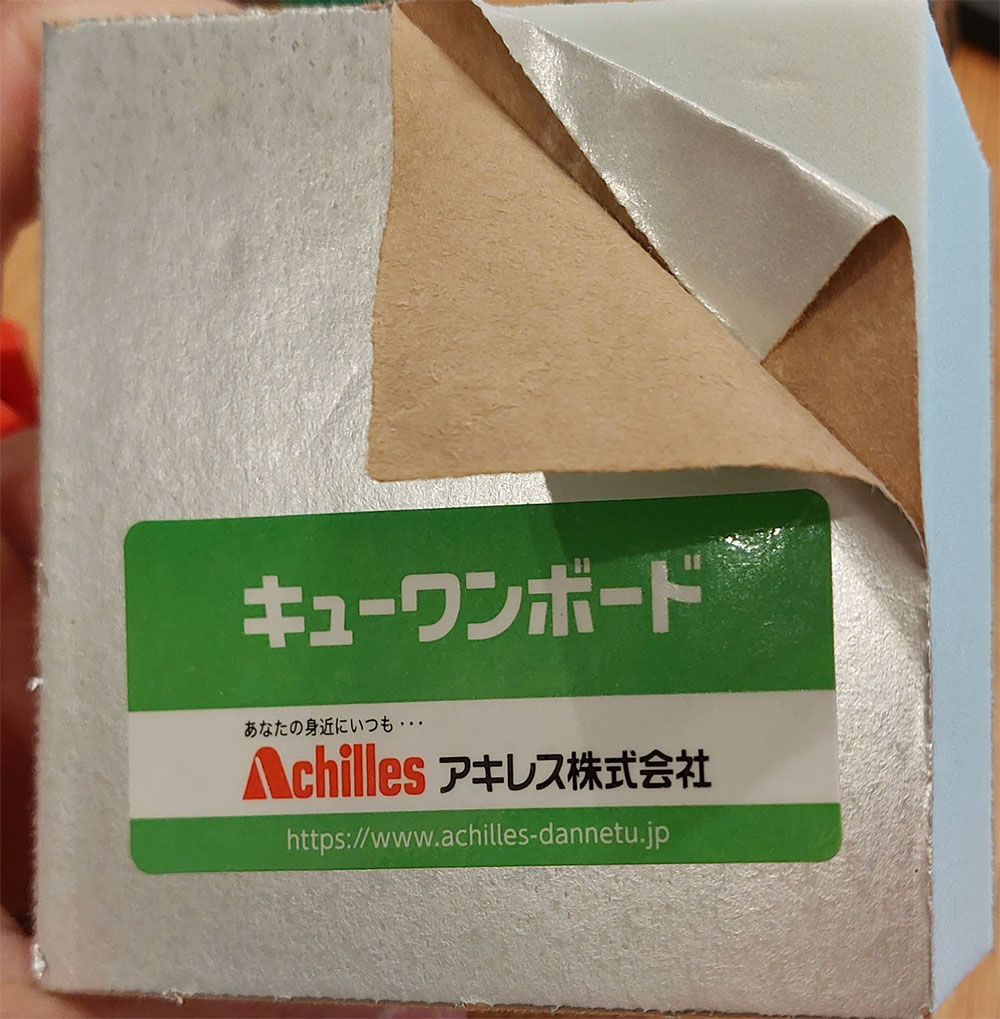 キューワンボード
あなたの身近にいつも・・・
Achilles アキレス株式会社
https://www.achilles-dannetu.jp